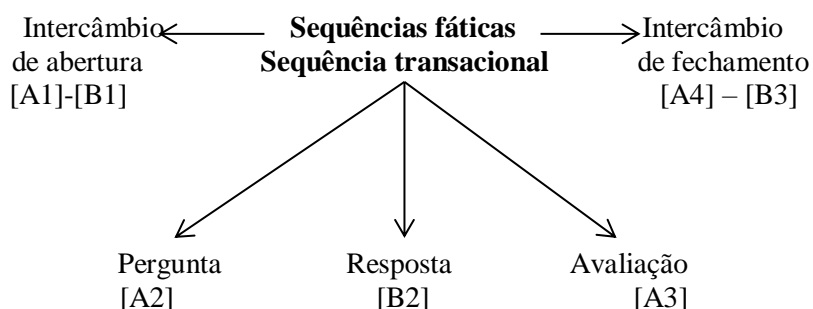 Intercâmbio Sequências fáticas Intercâmbio
de abertura Sequência transacional de fechamento
[A1]-[B1] [A4] – [B3]
Pergunta Resposta Avaliação
[A2] [B2] [A3]